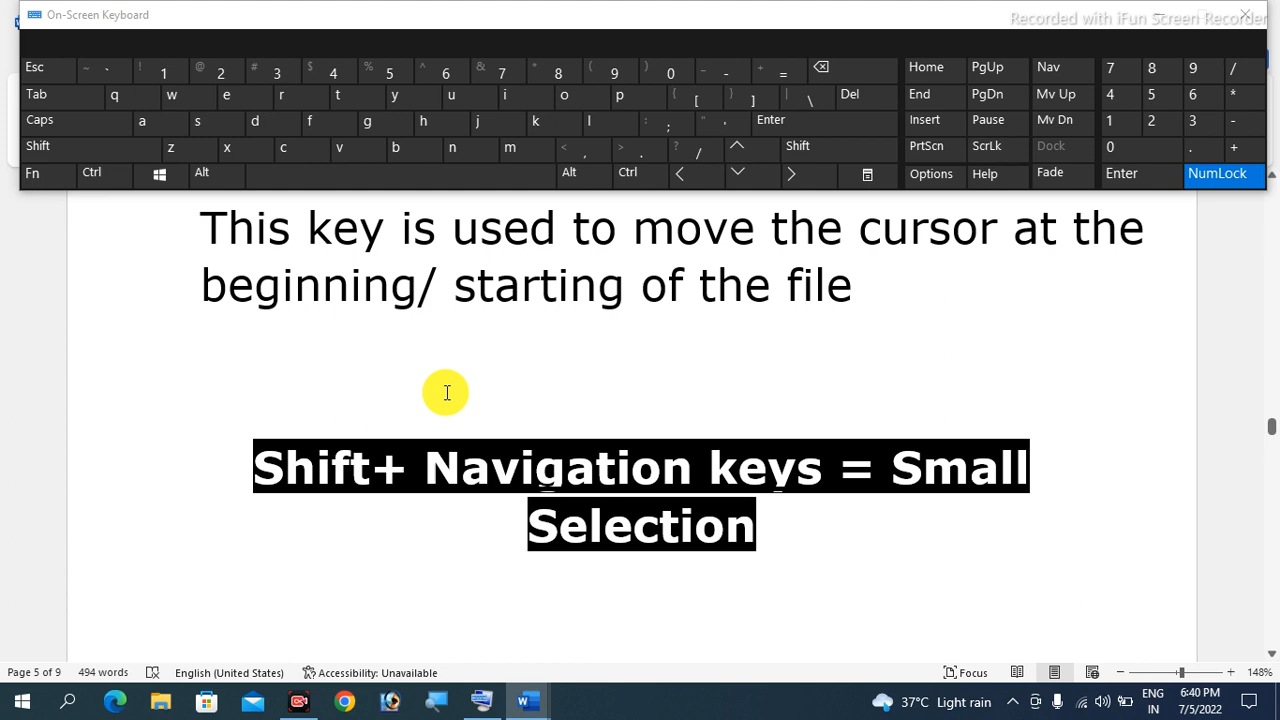 On-Screen Keyboard
Recorded with iFun Screen Recorder
Esc ~ ` ! 1 @ 2 # 3 $ 4 % 5 ^ 6 & 7 * 8 ( 9 ) 0 _ - + = Home PgUp Nav 7 8 9 /
Tab q w e r t y u i o p { [ } ] | \ Del End PgDn Mv Up 4 5 6 *
Caps a s d f g h j k l : ; " ' Enter Insert Pause Mv Dn 1 2 3 -
Shift z x c v b n m < , > . ? / Shift PrtScn ScrLk Dock 0 . +
Fn Ctrl Alt Alt Ctrl Options Help Fade Enter NumLock
This key is used to move the cursor at the
beginning/ starting of the file
Shift+ Navigation keys = Small
Selection
Page 5 of 9 494 words English (United States) Accessibility: Unavailable Focus 148%
37°C Light rain ENG 6:40 PM
IN 7/5/2022